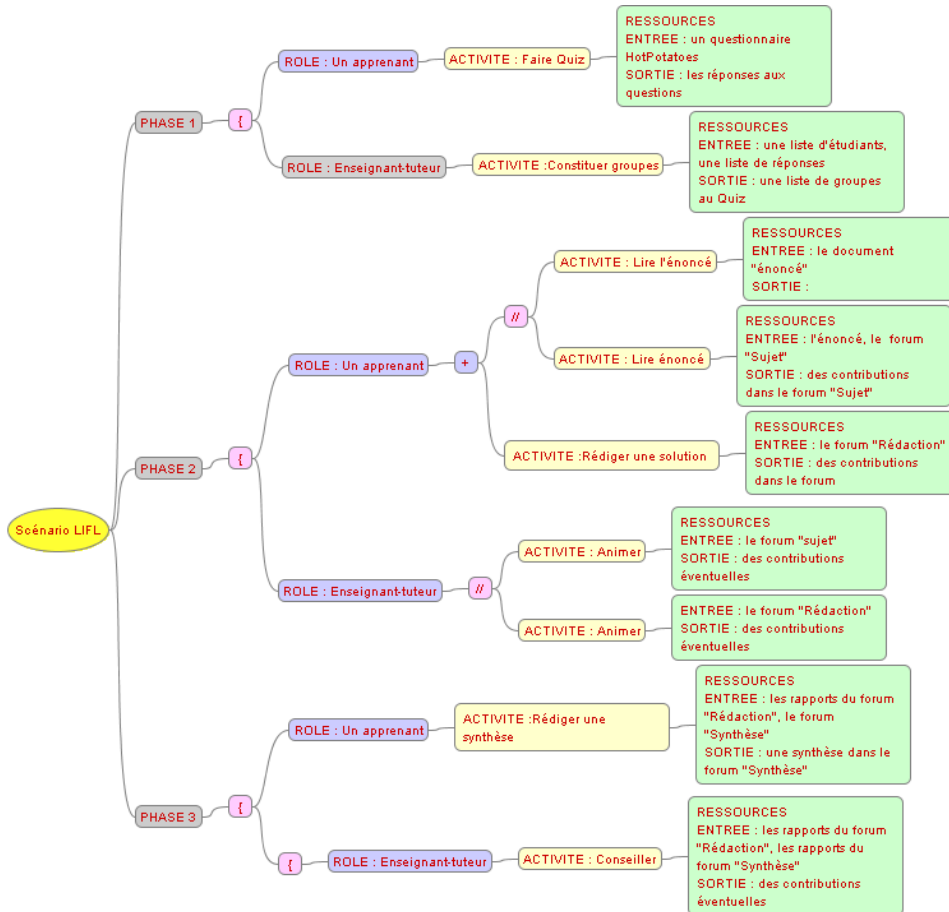 Scénario LIFL
PHASE 1
{
ROLE : Un apprenant
ACTIVITE : Faire Quiz
RESSOURCES
ENTREE : un questionnaire
HotPotatoes
SORTIE : les réponses aux
questions
ROLE : Enseignant-tuteur
ACTIVITE :Constituer groupes
RESSOURCES
ENTREE : une liste d'étudiants,
une liste de réponses
SORTIE : une liste de groupes
au Quiz
PHASE 2
{
ROLE : Un apprenant
+
//
ACTIVITE : Lire l'énoncé
RESSOURCES
ENTREE : le document
"énoncé"
SORTIE :
ACTIVITE : Lire énoncé
RESSOURCES
ENTREE : l'énoncé, le forum
"Sujet"
SORTIE : des contributions
dans le forum "Sujet"
ACTIVITE :Rédiger une solution
RESSOURCES
ENTREE : le forum "Rédaction"
SORTIE : des contributions
dans le forum
ROLE : Enseignant-tuteur
//
ACTIVITE : Animer
RESSOURCES
ENTREE : le forum "sujet"
SORTIE : des contributions
éventuelles
ACTIVITE : Animer
ENTREE : le forum "Rédaction"
SORTIE : des contributions
éventuelles
PHASE 3
{
ROLE : Un apprenant
ACTIVITE :Rédiger une
synthèse
RESSOURCES
ENTREE : les rapports du forum
"Rédaction", le forum
"Synthèse"
SORTIE : une synthèse dans le
forum "Synthèse"
{
ROLE : Enseignant-tuteur
ACTIVITE : Conseiller
RESSOURCES
ENTREE : les rapports du forum
"Rédaction", les rapports du
forum "Synthèse"
SORTIE : des contributions
éventuelles